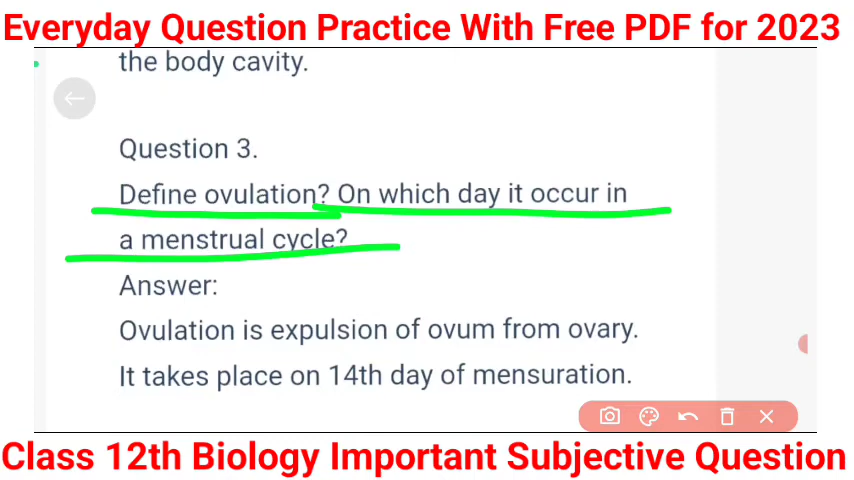 Everyday Question Practice With Free PDF for 2023
the body cavity.
Question 3.
Define ovulation? On which day it occur in
a menstrual cycle?
Answer:
Ovulation is expulsion of ovum from ovary.
It takes place on 14th day of mensuration.
Class 12th Biology Important Subjective Question